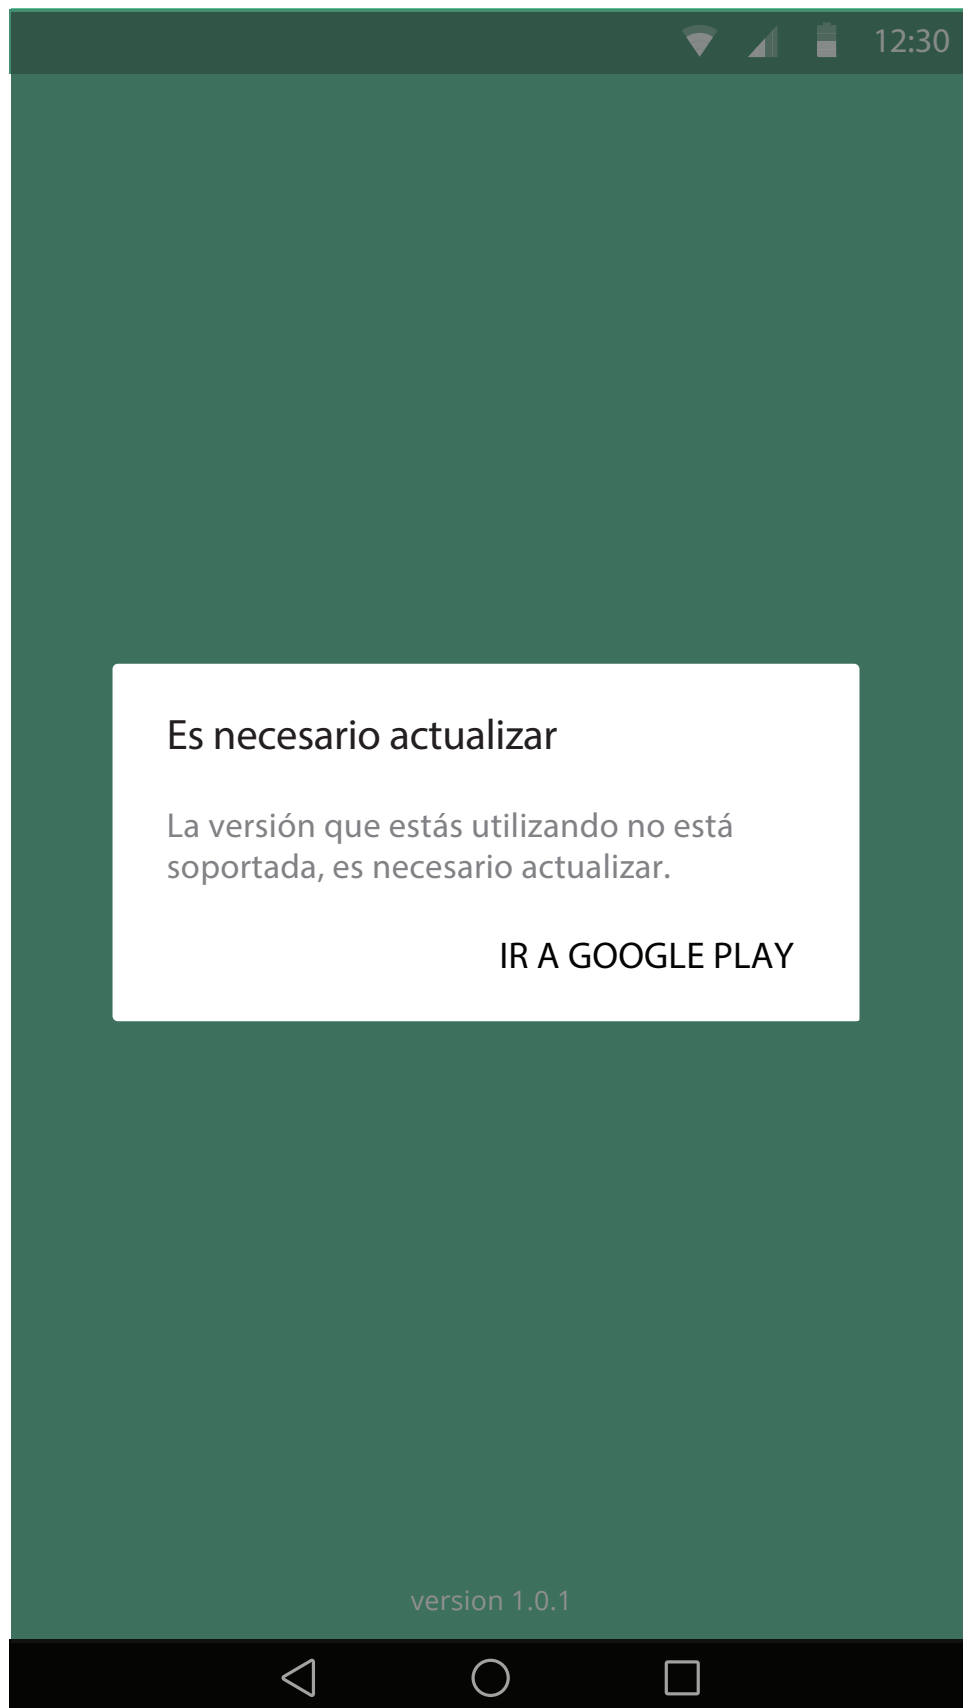 12:30
Es necesario actualizar
La versión que estás utilizando no está
soportada, es necesario actualizar.
IR A GOOGLE PLAY
version 1.0.1